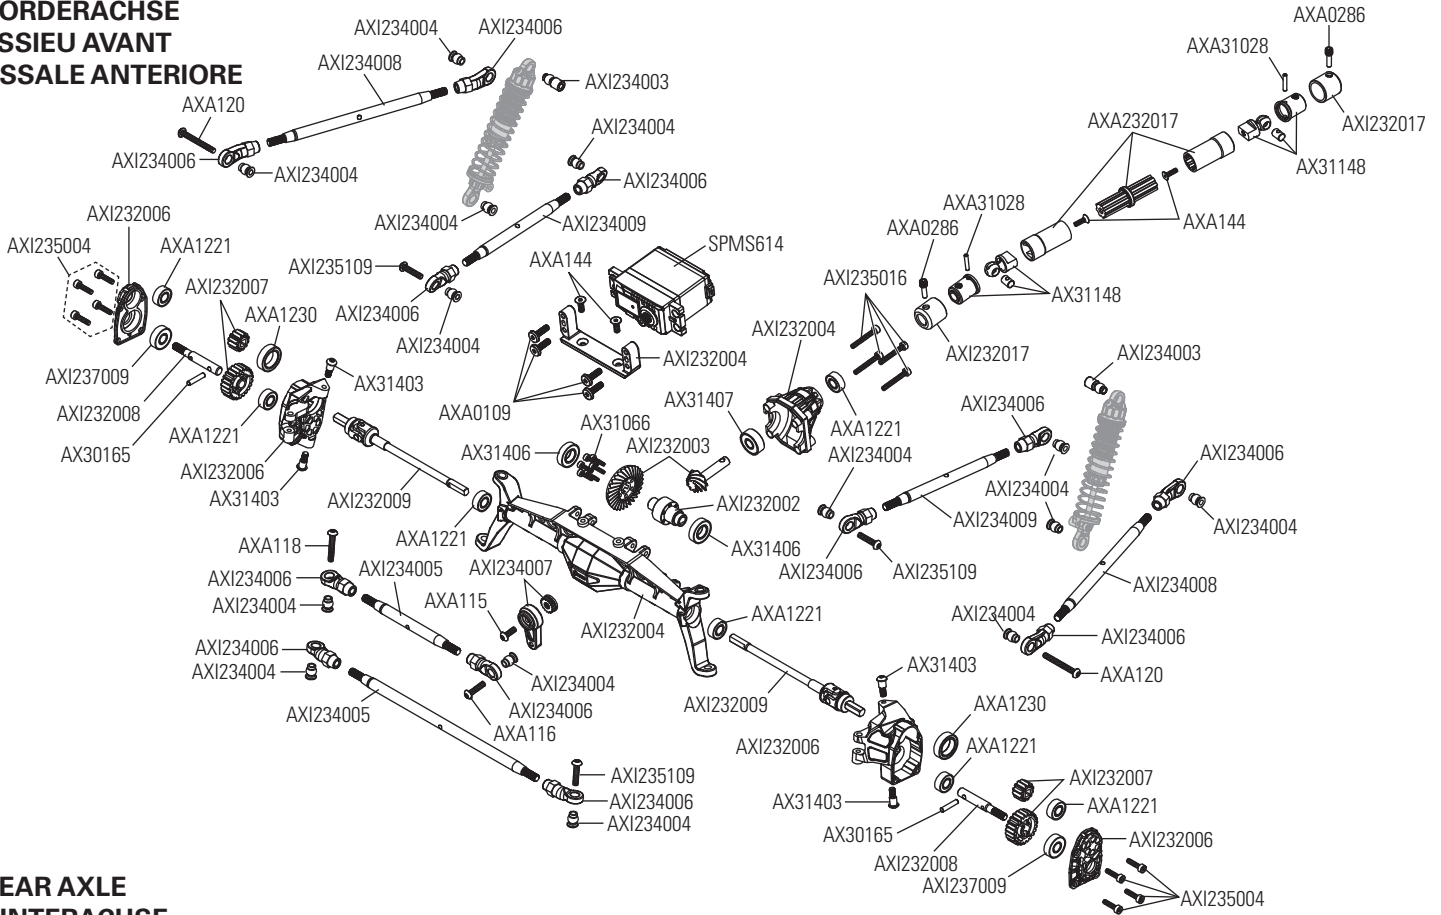 ORDERACHSE
SSIEU AVANT
SSALE ANTERIORE
AXI234004
AXI234006
AXI234008
AXI234003
AXA120
AXI234004
AXI234006
AXI234004
AXI234006
AXI234004
AXI234009
AXI232006
AXI235004
AXA1221
AXI232007
AXA1230
AXI235109
AXI234006
AXI234004
AXA144
SPMS614
AXI232004
AXA0109
AXI237009
AXI232008
AX30165
AXA1221
AXI232006
AX31403
AX31403
AXI232009
AXA0286
AXA31028
AXI232017
AXA232017
AX31148
AXA144
AXA31028
AXA0286
AXI235016
AX31148
AXI232017
AXI232004
AX31407
AXA1221
AX31066
AX31406
AXI232003
AXI232002
AX31406
AXA1221
AXI234003
AXI234006
AXI234004
AXI234004
AXI234009
AXI234006
AXI235109
AXI234006
AXI234004
AXI234008
AXI234004
AXI234006
AXA120
AXA118
AXI234006
AXI234004
AXI234005
AXI234007
AXA115
AXI232004
AXI234006
AXI234004
AXI234005
AXI234004
AXI234006
AXA116
AXI235109
AXI234006
AXI234004
AXA1221
AXI232009
AX31403
AXA1230
AXI232006
AXA1221
AX31403
AX30165
AXI232008
AXI237009
AXI232007
AXA1221
AXI232006
AXI235004
EAR AXLE
INTERACHSE